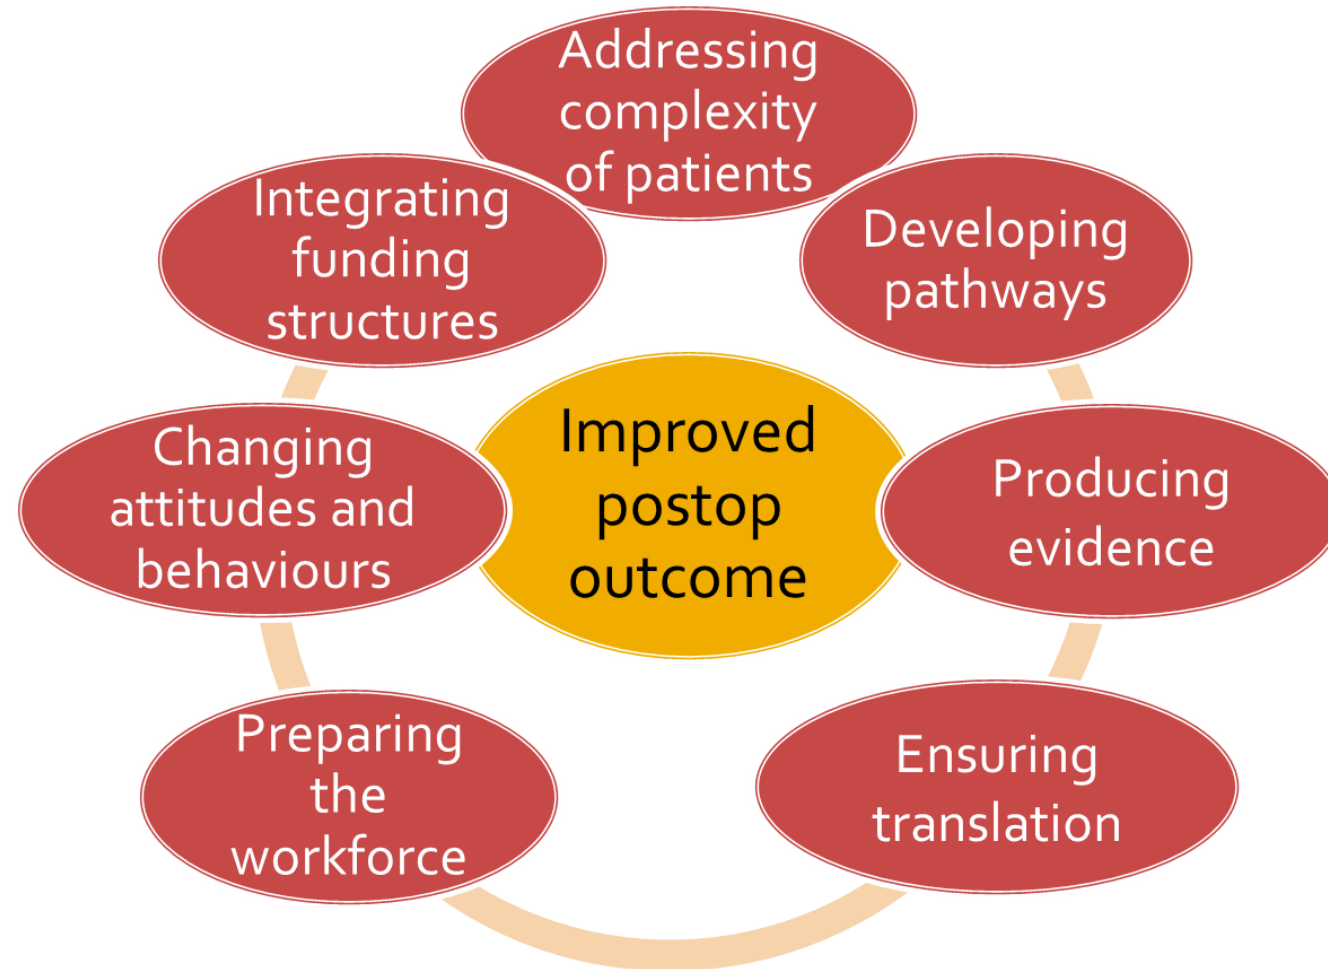 Addressing
complexity
of patients
Developing
pathways
Producing
evidence
Ensuring
translation
Preparing
the
workforce
Changing
attitudes and
behaviours
Integrating
funding
structures
Improved
postop
outcome